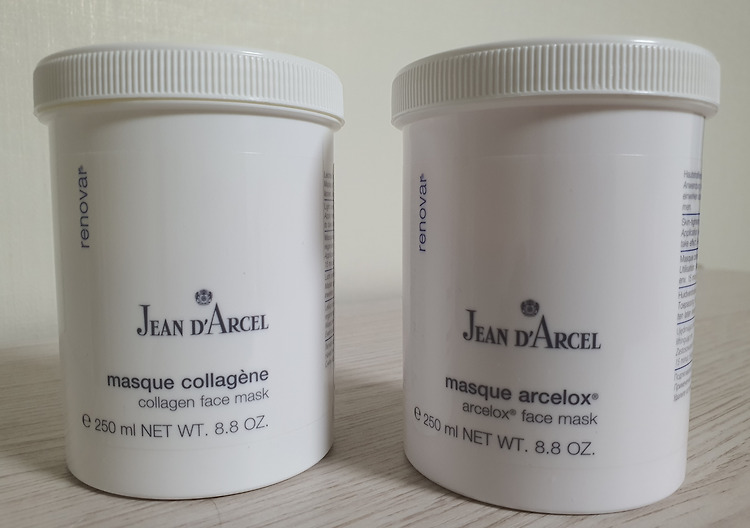 renovar®
JEAN D'ARCEL
masque collagène
collagen face mask
℮ 250 ml NET WT. 8.8 OZ.
renovar®
JEAN D'ARCEL
masque arcelox®
arcelox® face mask
℮ 250 ml NET WT. 8.8 OZ.